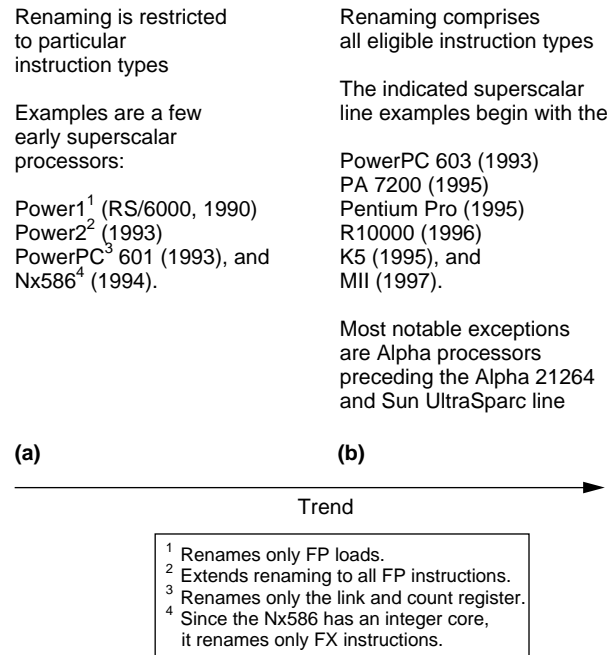 Renaming is restricted
to particular
instruction types
Examples are a few
early superscalar
processors:
Power1¹ (RS/6000, 1990)
Power2² (1993)
PowerPC³ 601 (1993), and
Nx586⁴ (1994).
(a)
Renaming comprises
all eligible instruction types
The indicated superscalar
line examples begin with the
PowerPC 603 (1993)
PA 7200 (1995)
Pentium Pro (1995)
R10000 (1996)
K5 (1995), and
MII (1997).
Most notable exceptions
are Alpha processors
preceding the Alpha 21264
and Sun UltraSparc line
(b)
Trend
¹ Renames only FP loads.
² Extends renaming to all FP instructions.
³ Renames only the link and count register.
⁴ Since the Nx586 has an integer core,
it renames only FX instructions.